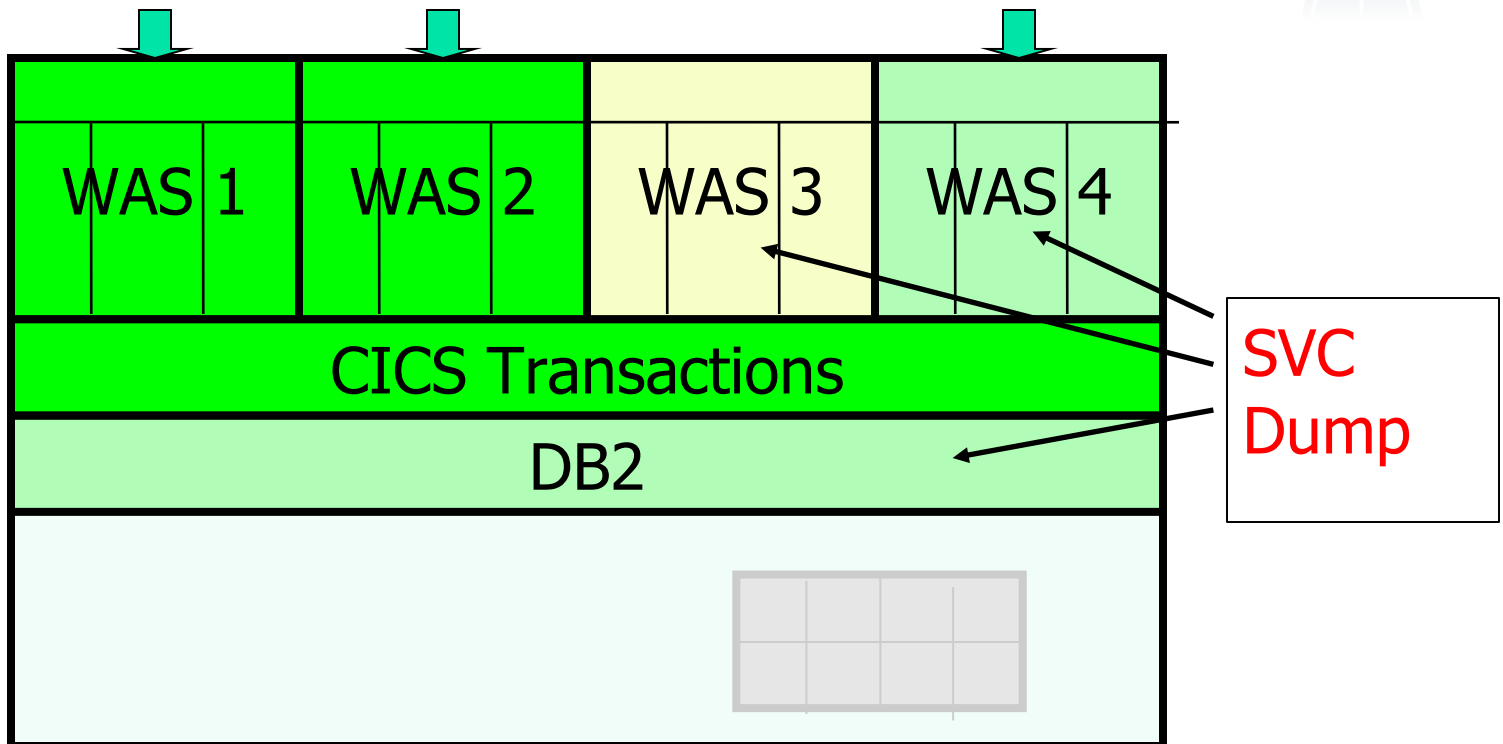 WAS 1
WAS 2
WAS 3
WAS 4
CICS Transactions
DB2
SVC
Dump